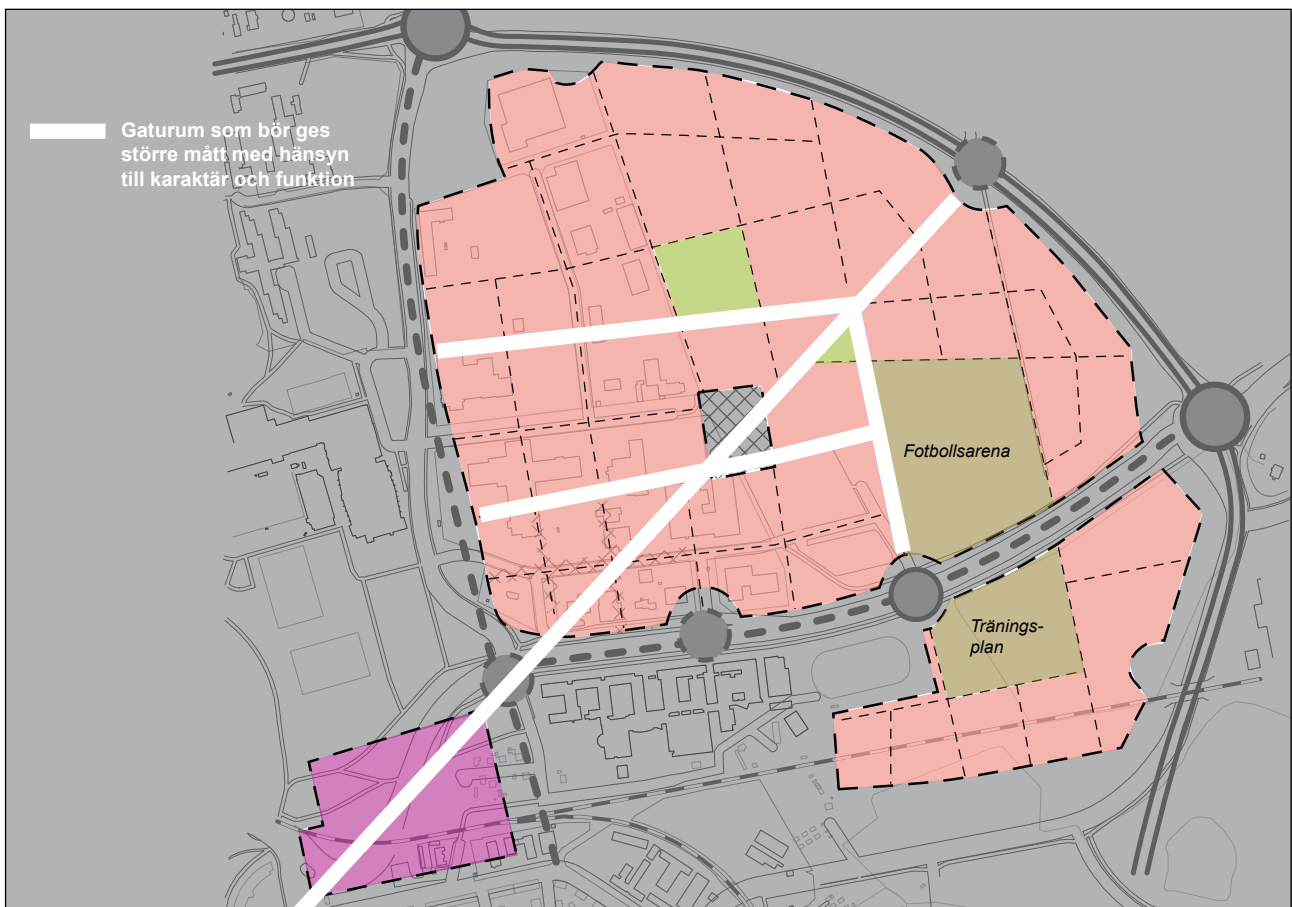 Gaturum som bör ges
större mått med hänsyn
till karaktär och funktion
Fotbollsarena
Tränings-
plan